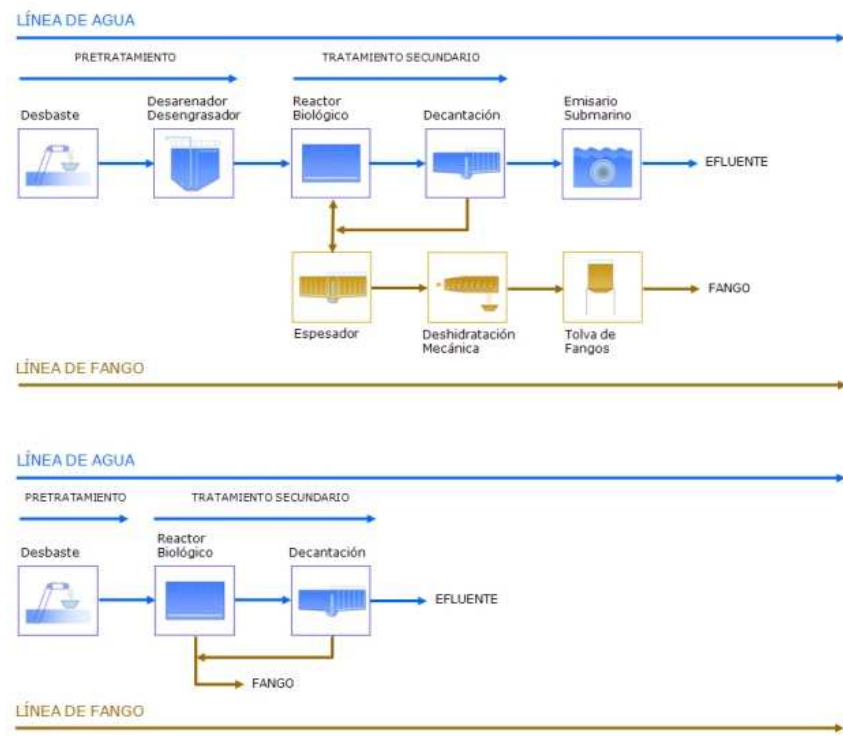 LÍNEA DE AGUA
PRETRATAMIENTO
TRATAMIENTO SECUNDARIO
Desbaste
Desarenador
Desengrasador
Reactor
Biológico
Decantación
Emisario
Submarino
EFLUENTE
Espesador
Deshidratación
Mecánica
Tolva de
Fangos
FANGO
LÍNEA DE FANGO
LÍNEA DE AGUA
PRETRATAMIENTO
TRATAMIENTO SECUNDARIO
Desbaste
Reactor
Biológico
Decantación
EFLUENTE
FANGO
LÍNEA DE FANGO